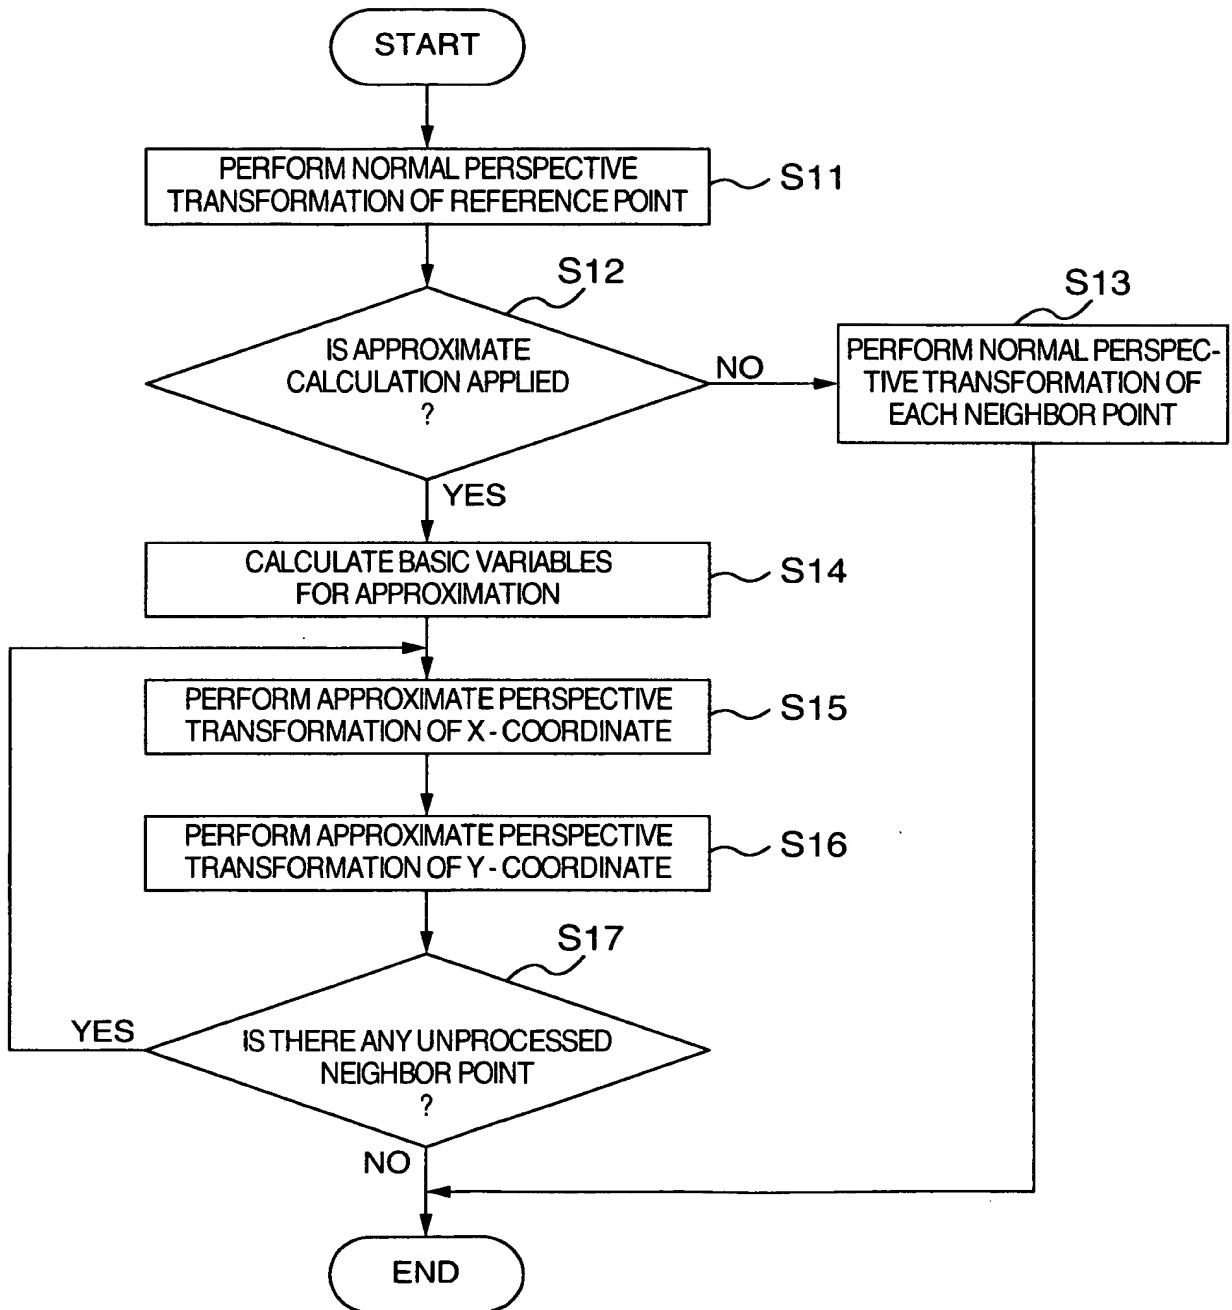 START
PERFORM NORMAL PERSPECTIVE
TRANSFORMATION OF REFERENCE POINT
S11
S12
IS APPROXIMATE
CALCULATION APPLIED
?
NO
S13
PERFORM NORMAL PERSPEC-
TIVE TRANSFORMATION OF
EACH NEIGHBOR POINT
YES
CALCULATE BASIC VARIABLES
FOR APPROXIMATION
S14
PERFORM APPROXIMATE PERSPECTIVE
TRANSFORMATION OF X - COORDINATE
S15
PERFORM APPROXIMATE PERSPECTIVE
TRANSFORMATION OF Y - COORDINATE
S16
S17
YES
IS THERE ANY UNPROCESSED
NEIGHBOR POINT
?
NO
END